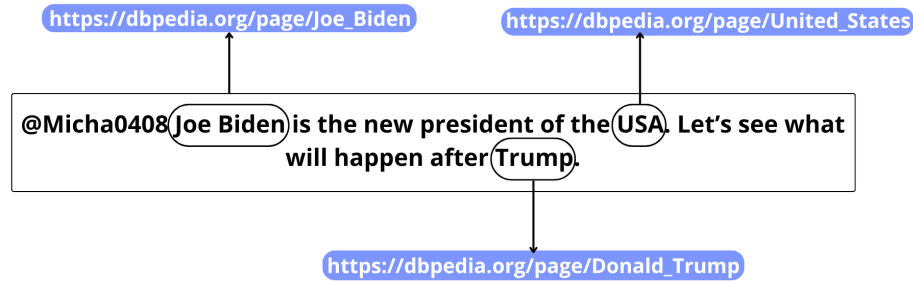 https://dbpedia.org/page/Joe_Biden
https://dbpedia.org/page/United_States
@Micha0408 Joe Biden is the new president of the USA. Let’s see what
will happen after Trump.
https://dbpedia.org/page/Donald_Trump